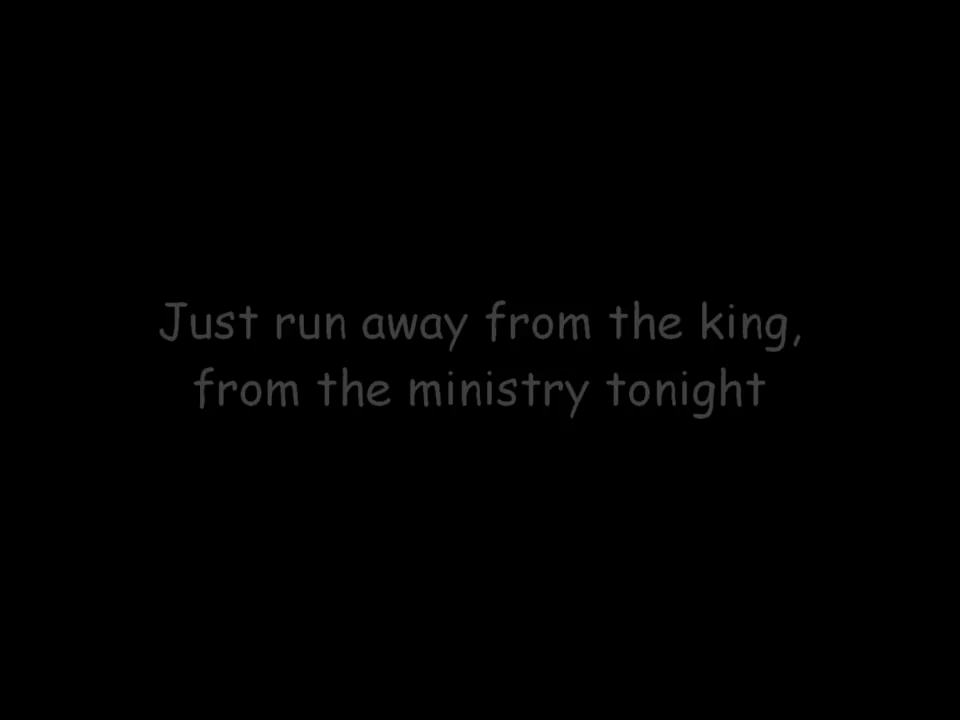 Just run away from the king,
from the ministry tonight